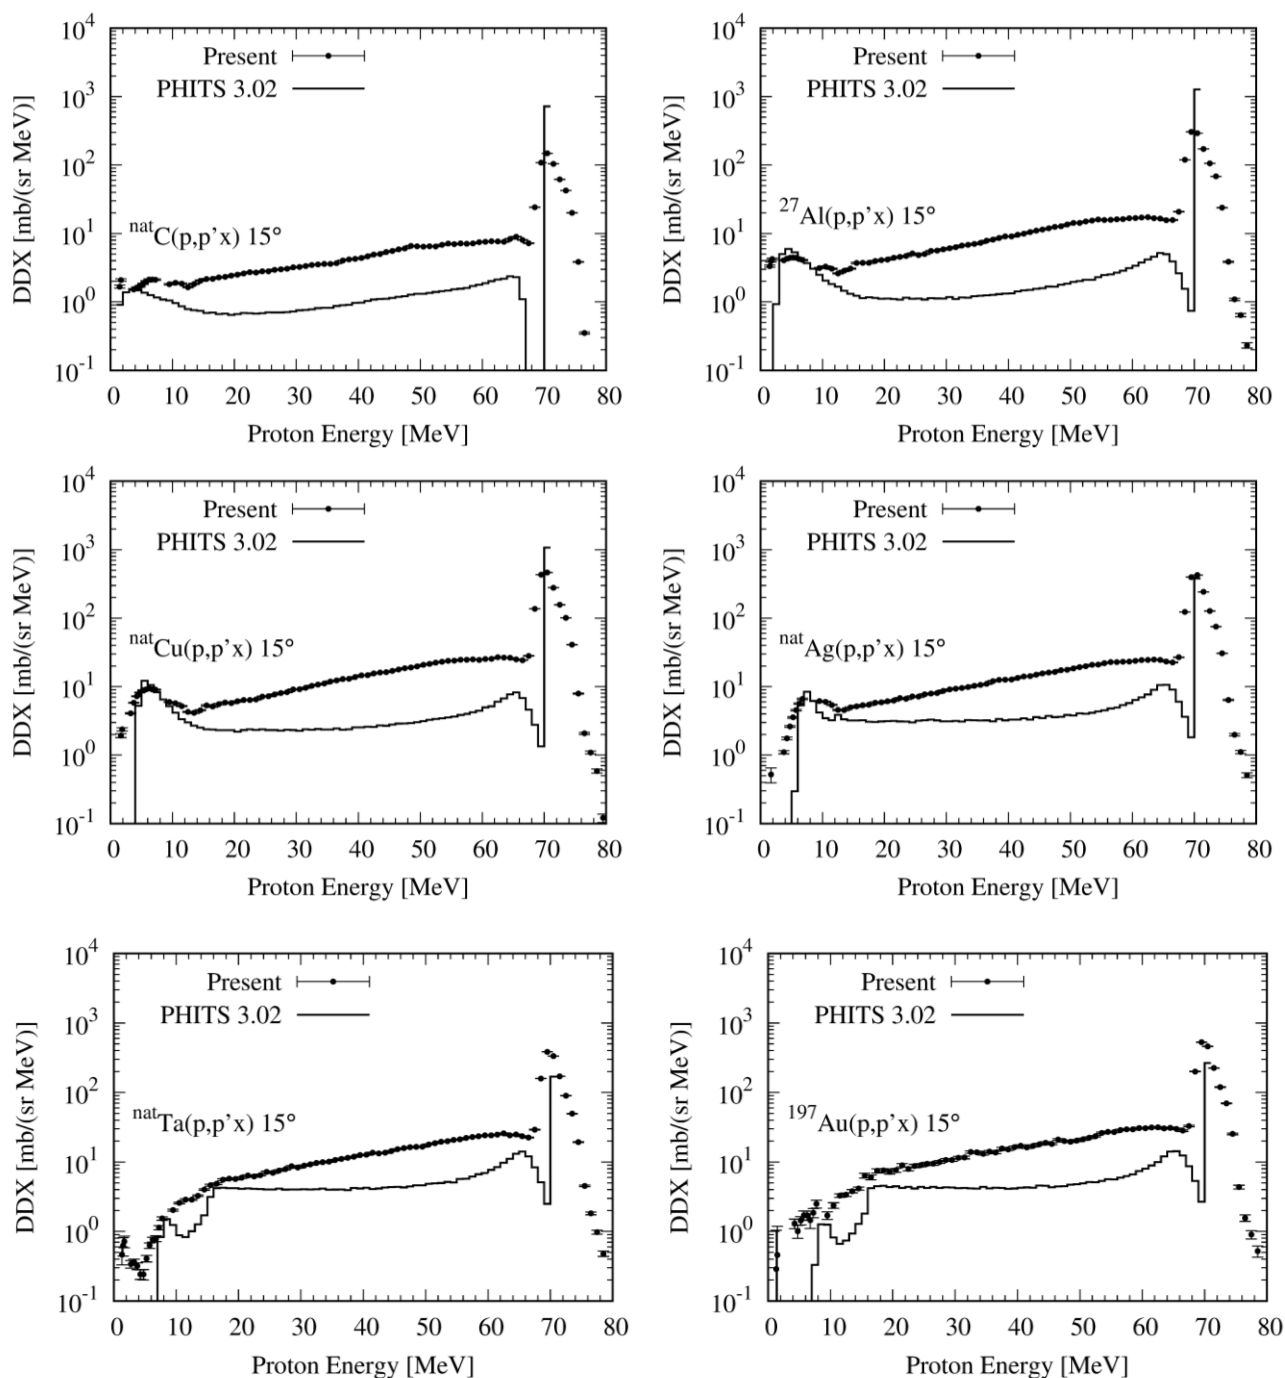 Present
PHITS 3.02
natC(p,p'x) 15°
DDX [mb/(sr MeV)]
10^4
10^3
10^2
10^1
10^0
10^-1
0 10 20 30 40 50 60 70 80
Proton Energy [MeV]
Present
PHITS 3.02
27Al(p,p'x) 15°
DDX [mb/(sr MeV)]
10^4
10^3
10^2
10^1
10^0
10^-1
0 10 20 30 40 50 60 70 80
Proton Energy [MeV]
Present
PHITS 3.02
natCu(p,p'x) 15°
DDX [mb/(sr MeV)]
10^4
10^3
10^2
10^1
10^0
10^-1
0 10 20 30 40 50 60 70 80
Proton Energy [MeV]
Present
PHITS 3.02
natAg(p,p'x) 15°
DDX [mb/(sr MeV)]
10^4
10^3
10^2
10^1
10^0
10^-1
0 10 20 30 40 50 60 70 80
Proton Energy [MeV]
Present
PHITS 3.02
natTa(p,p'x) 15°
DDX [mb/(sr MeV)]
10^4
10^3
10^2
10^1
10^0
10^-1
0 10 20 30 40 50 60 70 80
Proton Energy [MeV]
Present
PHITS 3.02
197Au(p,p'x) 15°
DDX [mb/(sr MeV)]
10^4
10^3
10^2
10^1
10^0
10^-1
0 10 20 30 40 50 60 70 80
Proton Energy [MeV]